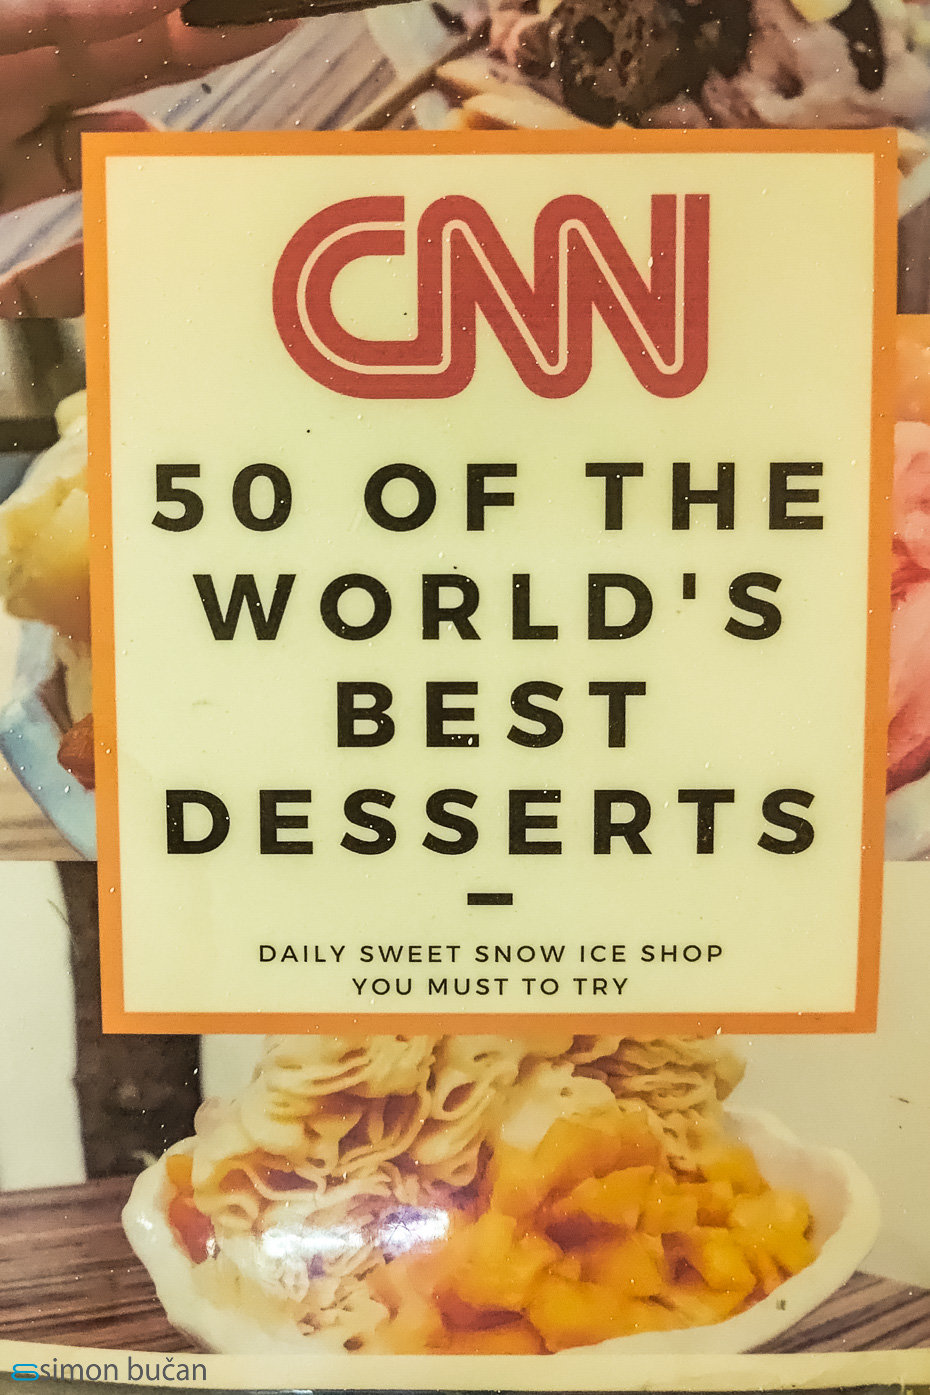 CNN
50 OF THE
WORLD'S
BEST
DESSERTS
DAILY SWEET SNOW ICE SHOP
YOU MUST TO TRY
simon bučan